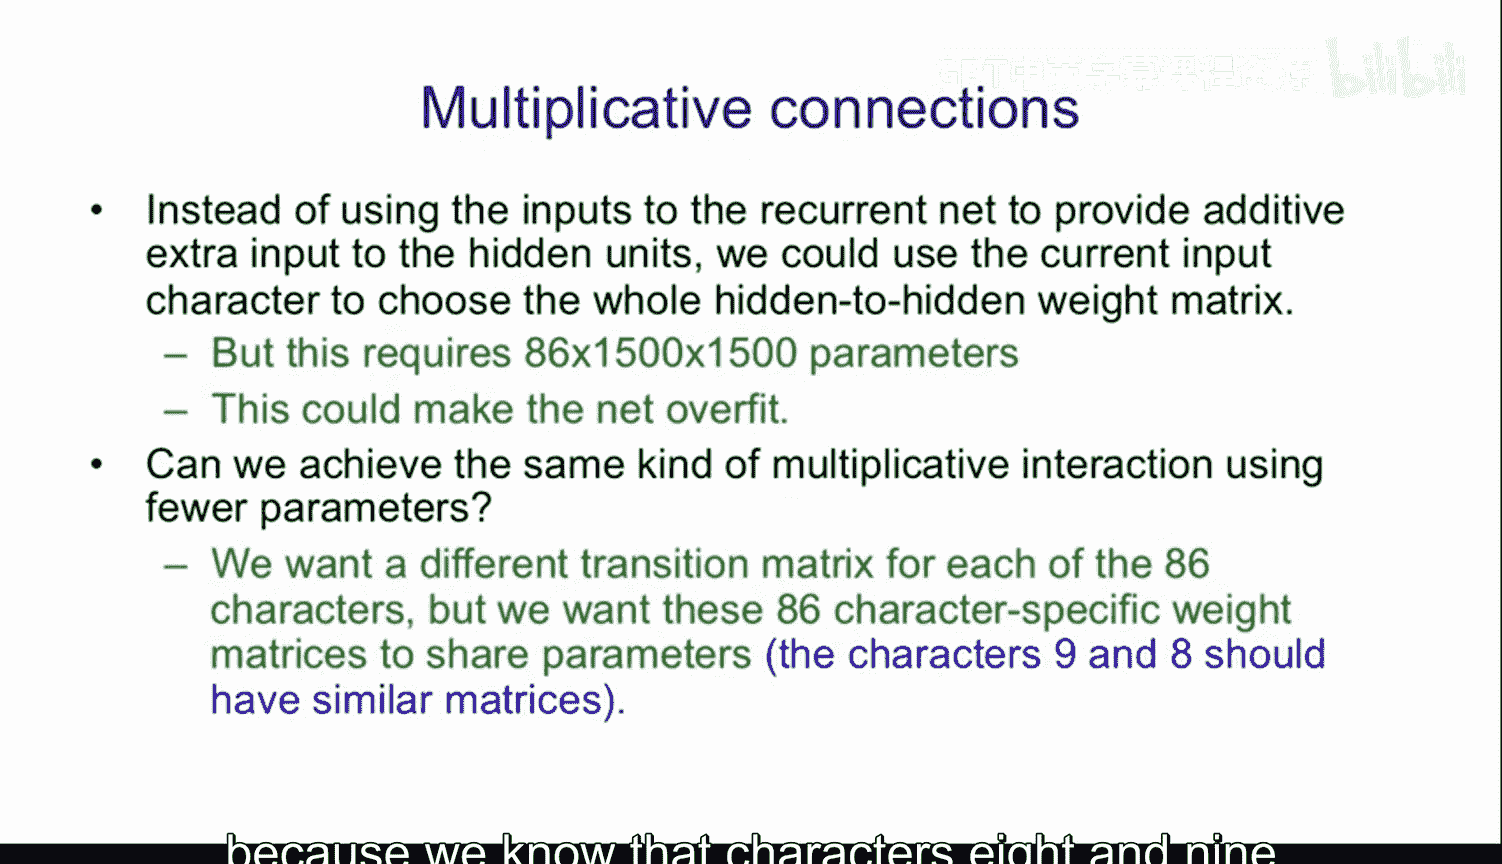 bilibili
Multiplicative connections
• Instead of using the inputs to the recurrent net to provide additive
extra input to the hidden units, we could use the current input
character to choose the whole hidden-to-hidden weight matrix.
– But this requires 86x1500x1500 parameters
– This could make the net overfit.
• Can we achieve the same kind of multiplicative interaction using
fewer parameters?
– We want a different transition matrix for each of the 86
characters, but we want these 86 character-specific weight
matrices to share parameters (the characters 9 and 8 should
have similar matrices).
because we know that characters eight and nine